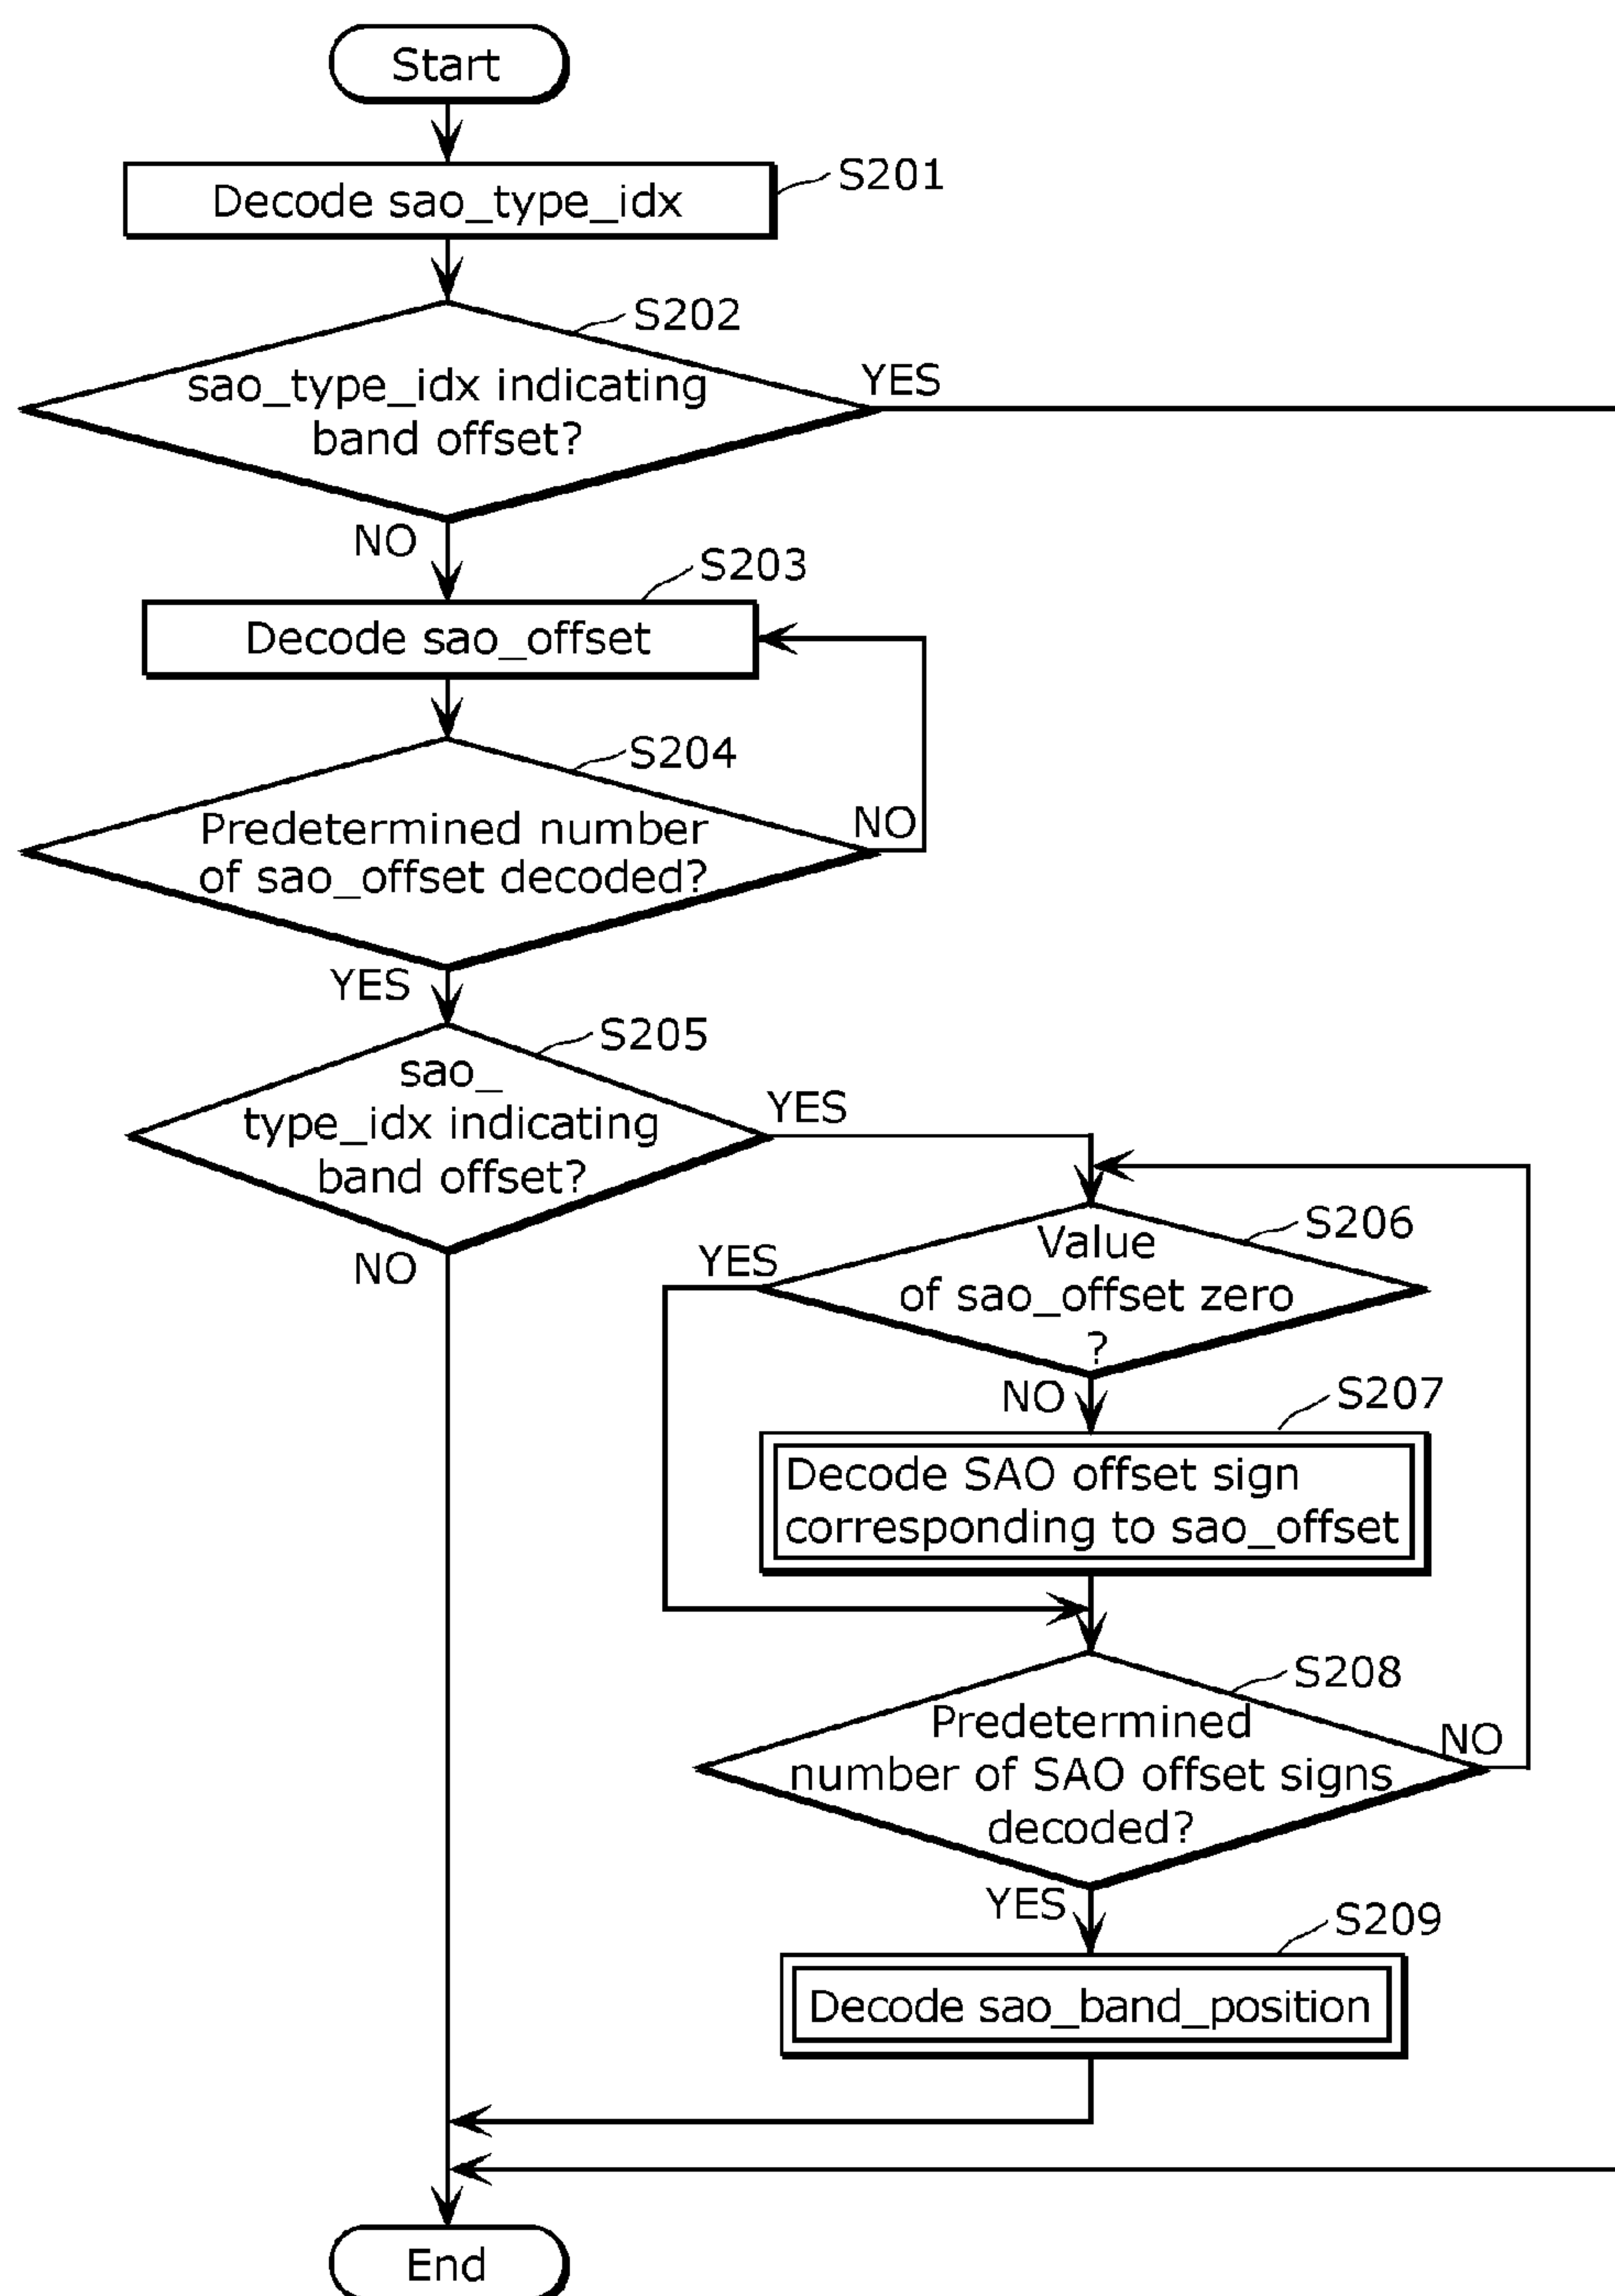 Start
Decode sao_type_idx
S201
S202
sao_type_idx indicating
band offset?
YES
NO
S203
Decode sao_offset
S204
Predetermined number
of sao_offset decoded?
NO
YES
S205
sao_
type_idx indicating
band offset?
YES
NO
S206
Value
of sao_offset zero
?
YES
NO
S207
Decode SAO offset sign
corresponding to sao_offset
S208
Predetermined
number of SAO offset signs
decoded?
NO
YES
S209
Decode sao_band_position
End